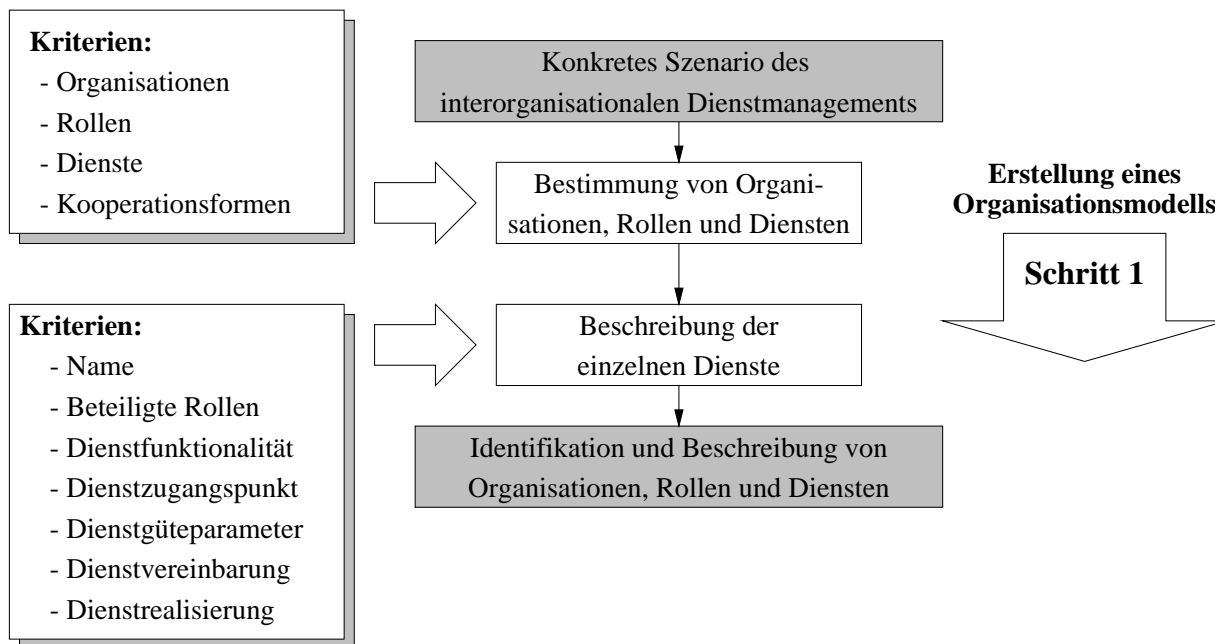 Kriterien:
- Organisationen
- Rollen
- Dienste
- Kooperationsformen
Konkretes Szenario des
interorganisationalen Dienstmanagements
Bestimmung von Organi-
sationen, Rollen und Diensten
Erstellung eines
Organisationsmodells
Schritt 1
Kriterien:
- Name
- Beteiligte Rollen
- Dienstfunktionalität
- Dienstzugangspunkt
- Dienstgüteparameter
- Dienstvereinbarung
- Dienstrealisierung
Beschreibung der
einzelnen Dienste
Identifikation und Beschreibung von
Organisationen, Rollen und Diensten